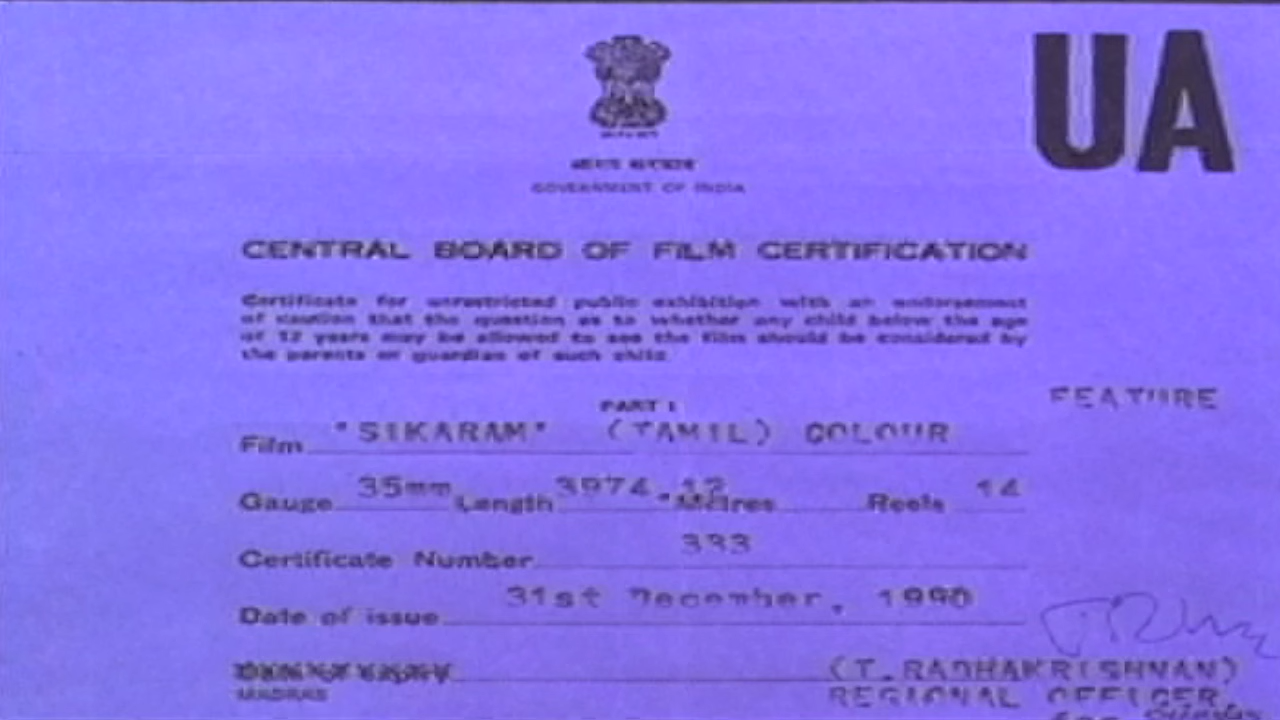 UA
भारत सरकार
GOVERNMENT OF INDIA
CENTRAL BOARD OF FILM CERTIFICATION
Certificate for unrestricted public exhibition with an endorsement
of caution that the question as to whether any child below the age
of 12 years may be allowed to see the film should be considered by
the parents or guardian of such child
FEATURE
PART I
Film "SIKARAM" (TAMIL) COLOUR
Gauge 35mm Length 3974.12 Metres Reels 14
Certificate Number 333
Date of issue 31st December, 1990
(T.RADHAKRISHNAN)
MADRAS REGIONAL OFFICER